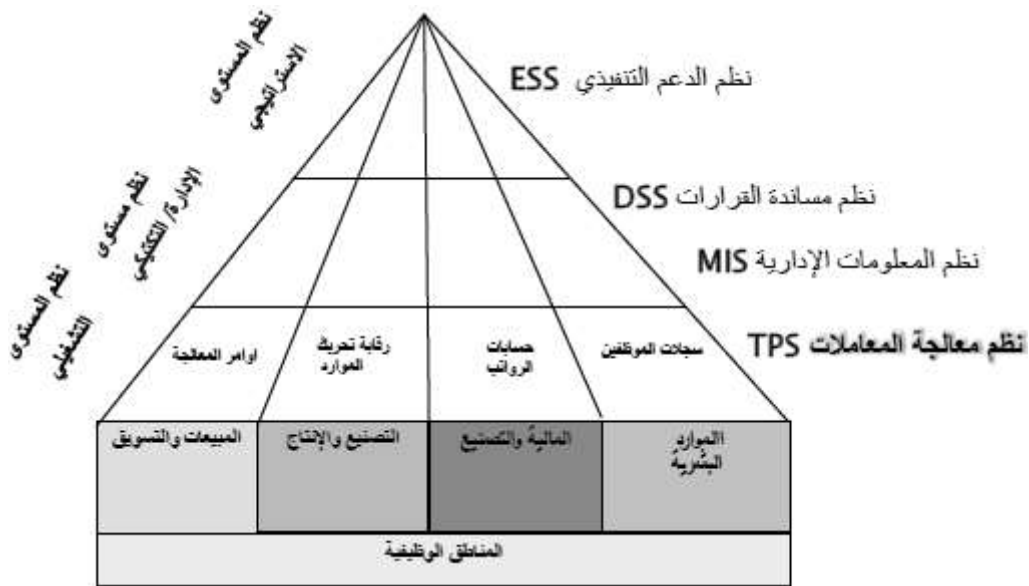 نظم المستوى
الاستراتيجي
نظم الدعم التنفيذي ESS
نظم مستوى
الإدارة/ التكتيكي
نظم مساندة القرارات DSS
نظم المعلومات الإدارية MIS
نظم المستوى
التشغيلي
نظم معالجة المعاملات TPS
سجلات الموظفين
حسابات
الرواتب
رقابة تحريك
الموارد
اوامر المعالجة
االموارد
البشرية
المالية والتصنيع
التصنيع والإنتاج
المبيعات والتسويق
المناطق الوظيفية